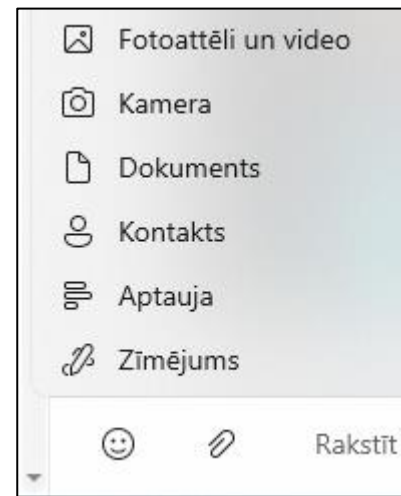 Fotoattēli un video
Kamera
Dokuments
Kontakts
Aptauja
Zīmējums
Rakstīt